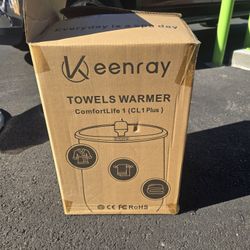 Everyday is a spa day
Keenray
TOWELS WARMER
ComfortLife 1 (CL1 Plus)
CE FC RoHS